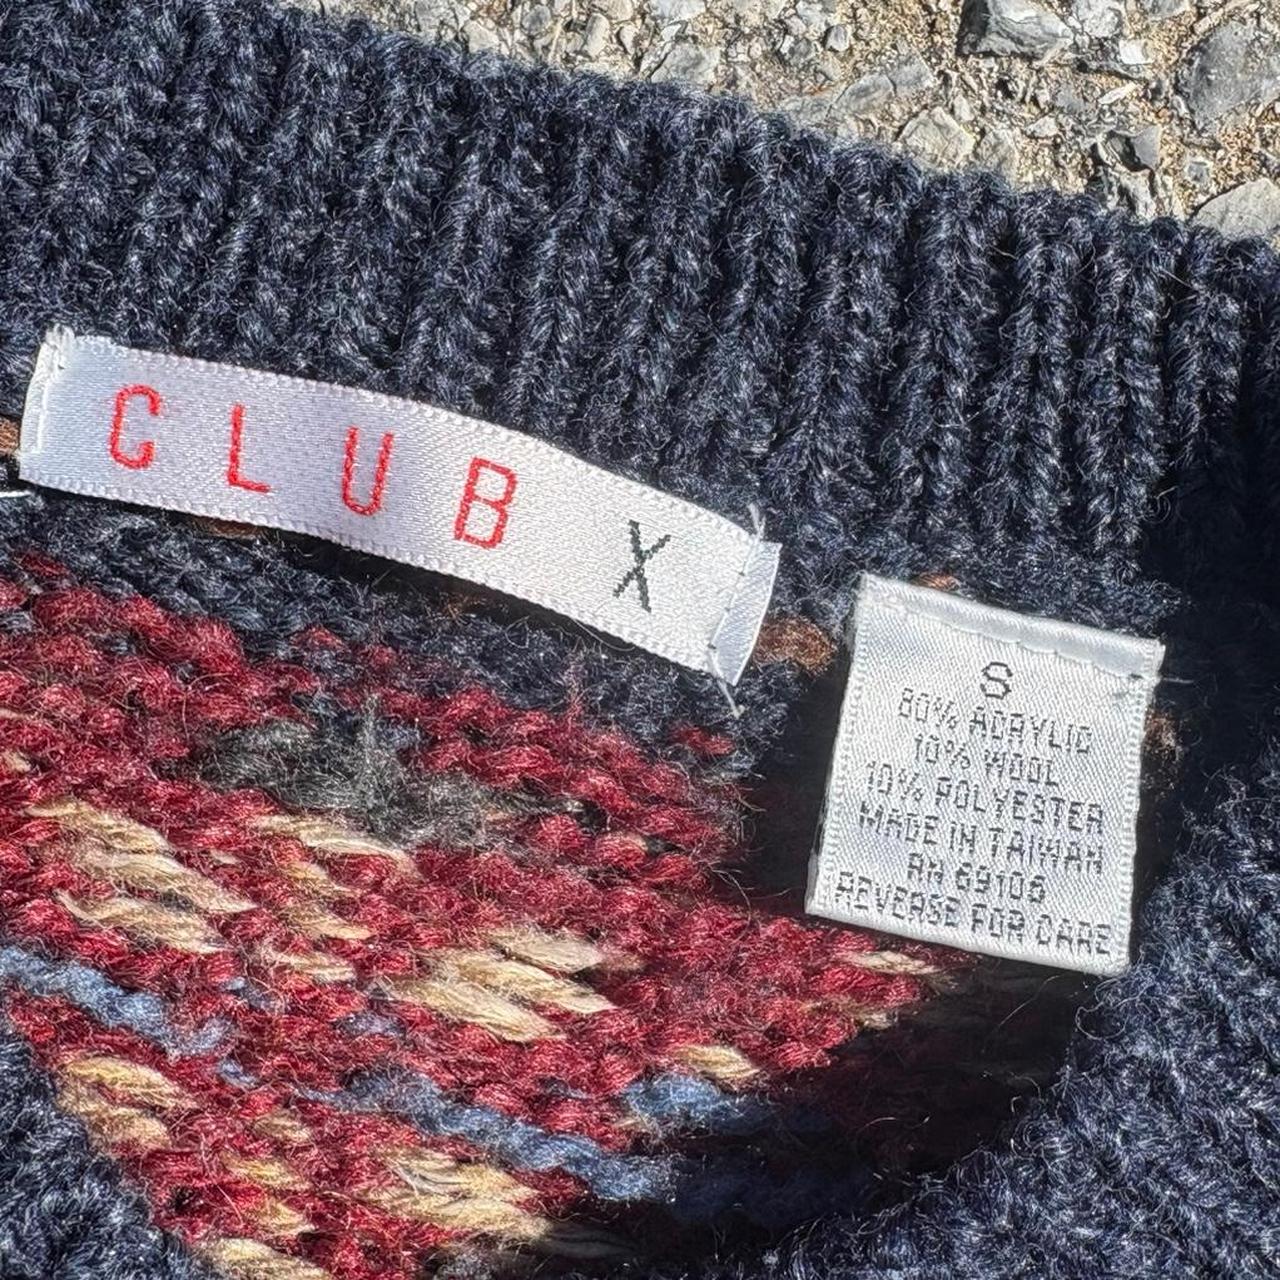 CLUB X
S
80% ACRYLIC
10% WOOL
10% POLYESTER
MADE IN TAIWAN
RN 69106
REVERSE FOR CARE